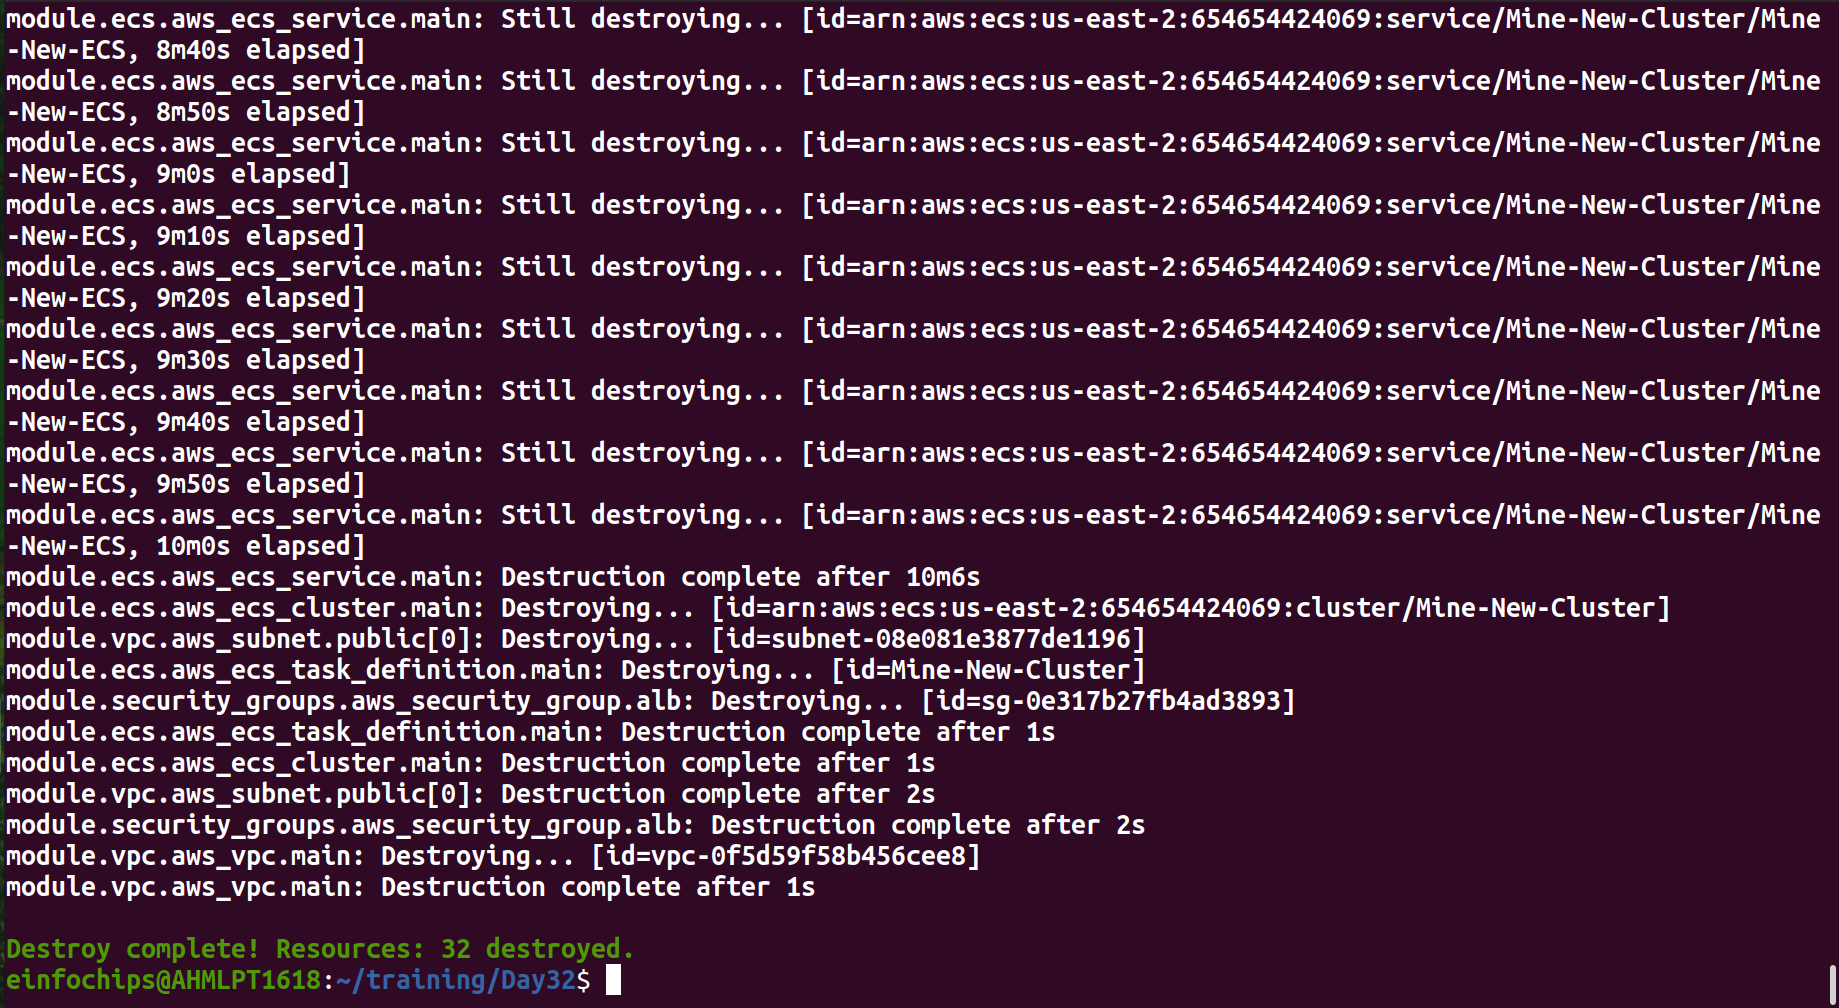 module.ecs.aws_ecs_service.main: Still destroying... [id=arn:aws:ecs:us-east-2:654654424069:service/Mine-New-Cluster/Mine
-New-ECS, 8m40s elapsed]
module.ecs.aws_ecs_service.main: Still destroying... [id=arn:aws:ecs:us-east-2:654654424069:service/Mine-New-Cluster/Mine
-New-ECS, 8m50s elapsed]
module.ecs.aws_ecs_service.main: Still destroying... [id=arn:aws:ecs:us-east-2:654654424069:service/Mine-New-Cluster/Mine
-New-ECS, 9m0s elapsed]
module.ecs.aws_ecs_service.main: Still destroying... [id=arn:aws:ecs:us-east-2:654654424069:service/Mine-New-Cluster/Mine
-New-ECS, 9m10s elapsed]
module.ecs.aws_ecs_service.main: Still destroying... [id=arn:aws:ecs:us-east-2:654654424069:service/Mine-New-Cluster/Mine
-New-ECS, 9m20s elapsed]
module.ecs.aws_ecs_service.main: Still destroying... [id=arn:aws:ecs:us-east-2:654654424069:service/Mine-New-Cluster/Mine
-New-ECS, 9m30s elapsed]
module.ecs.aws_ecs_service.main: Still destroying... [id=arn:aws:ecs:us-east-2:654654424069:service/Mine-New-Cluster/Mine
-New-ECS, 9m40s elapsed]
module.ecs.aws_ecs_service.main: Still destroying... [id=arn:aws:ecs:us-east-2:654654424069:service/Mine-New-Cluster/Mine
-New-ECS, 9m50s elapsed]
module.ecs.aws_ecs_service.main: Still destroying... [id=arn:aws:ecs:us-east-2:654654424069:service/Mine-New-Cluster/Mine
-New-ECS, 10m0s elapsed]
module.ecs.aws_ecs_service.main: Destruction complete after 10m6s
module.ecs.aws_ecs_cluster.main: Destroying... [id=arn:aws:ecs:us-east-2:654654424069:cluster/Mine-New-Cluster]
module.vpc.aws_subnet.public[0]: Destroying... [id=subnet-08e081e3877de1196]
module.ecs.aws_ecs_task_definition.main: Destroying... [id=Mine-New-Cluster]
module.security_groups.aws_security_group.alb: Destroying... [id=sg-0e317b27fb4ad3893]
module.ecs.aws_ecs_task_definition.main: Destruction complete after 1s
module.ecs.aws_ecs_cluster.main: Destruction complete after 1s
module.vpc.aws_subnet.public[0]: Destruction complete after 2s
module.security_groups.aws_security_group.alb: Destruction complete after 2s
module.vpc.aws_vpc.main: Destroying... [id=vpc-0f5d59f58b456cee8]
module.vpc.aws_vpc.main: Destruction complete after 1s
Destroy complete! Resources: 32 destroyed.
einfochips@AHMLPT1618:~/training/Day32$